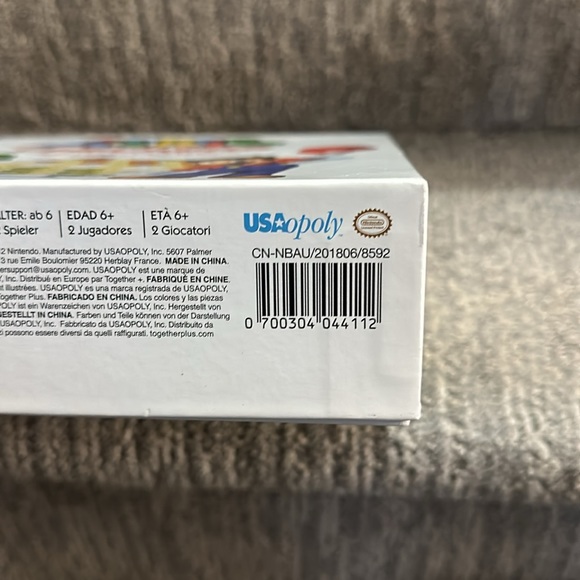 ALTER: ab 6 | EDAD 6+ | ETÀ 6+
Spieler | 2 Jugadores | 2 Giocatori
USAopoly
CN-NBAU/201806/8592
2 Nintendo. Manufactured by USAOPOLY, Inc. 5607 Palmer
3 rue Emile Boulomier 95220 Herblay France. MADE IN CHINA.
ersupport@usaopoly.com. USAOPOLY est une marque de
Y, Inc. Distribué en Europe par Together +. FABRIQUÉ EN CHINE.
t illustrées. USAOPOLY es una marca registrada de USAOPOLY,
Together Plus. FABRICADO EN CHINA. Los colores y las piezas
POLY ist ein Warenzeichen von USAOPOLY, Inc. Hergestellt von
GESTELLT IN CHINA. Farben und Teile können von der Darstellung
USAOPOLY, Inc. Fabbricato da USAOPOLY, Inc. Distribuito da
i possono essere diversi da quelli raffigurati. togetherplus.com
0 700304 044112